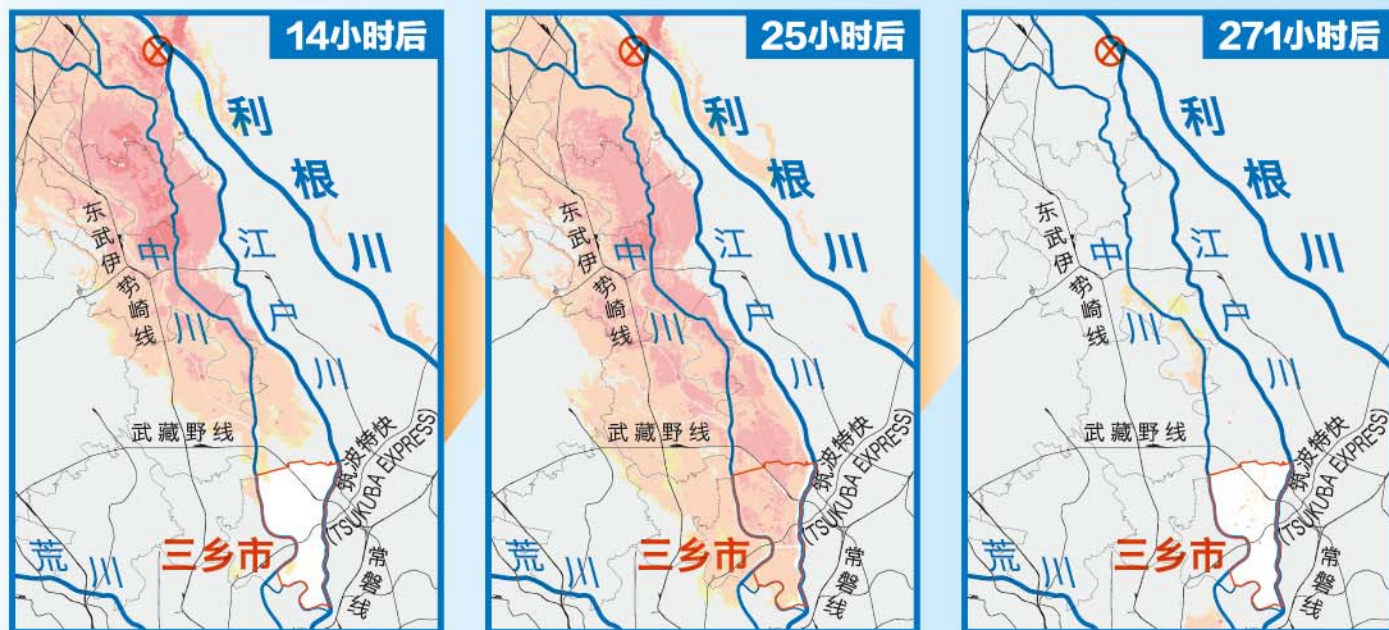 14小时后
利根川
东武伊势崎线
中川
江户川
武藏野线
筑波特快
(TSUKUBA EXPRESS)
三乡市
荒川
常磐线
25小时后
利根川
东武伊势崎线
中川
江户川
武藏野线
筑波特快
(TSUKUBA EXPRESS)
三乡市
荒川
常磐线
271小时后
利根川
东武伊势崎线
中川
江户川
武藏野线
筑波特快
(TSUKUBA EXPRESS)
三乡市
荒川
常磐线